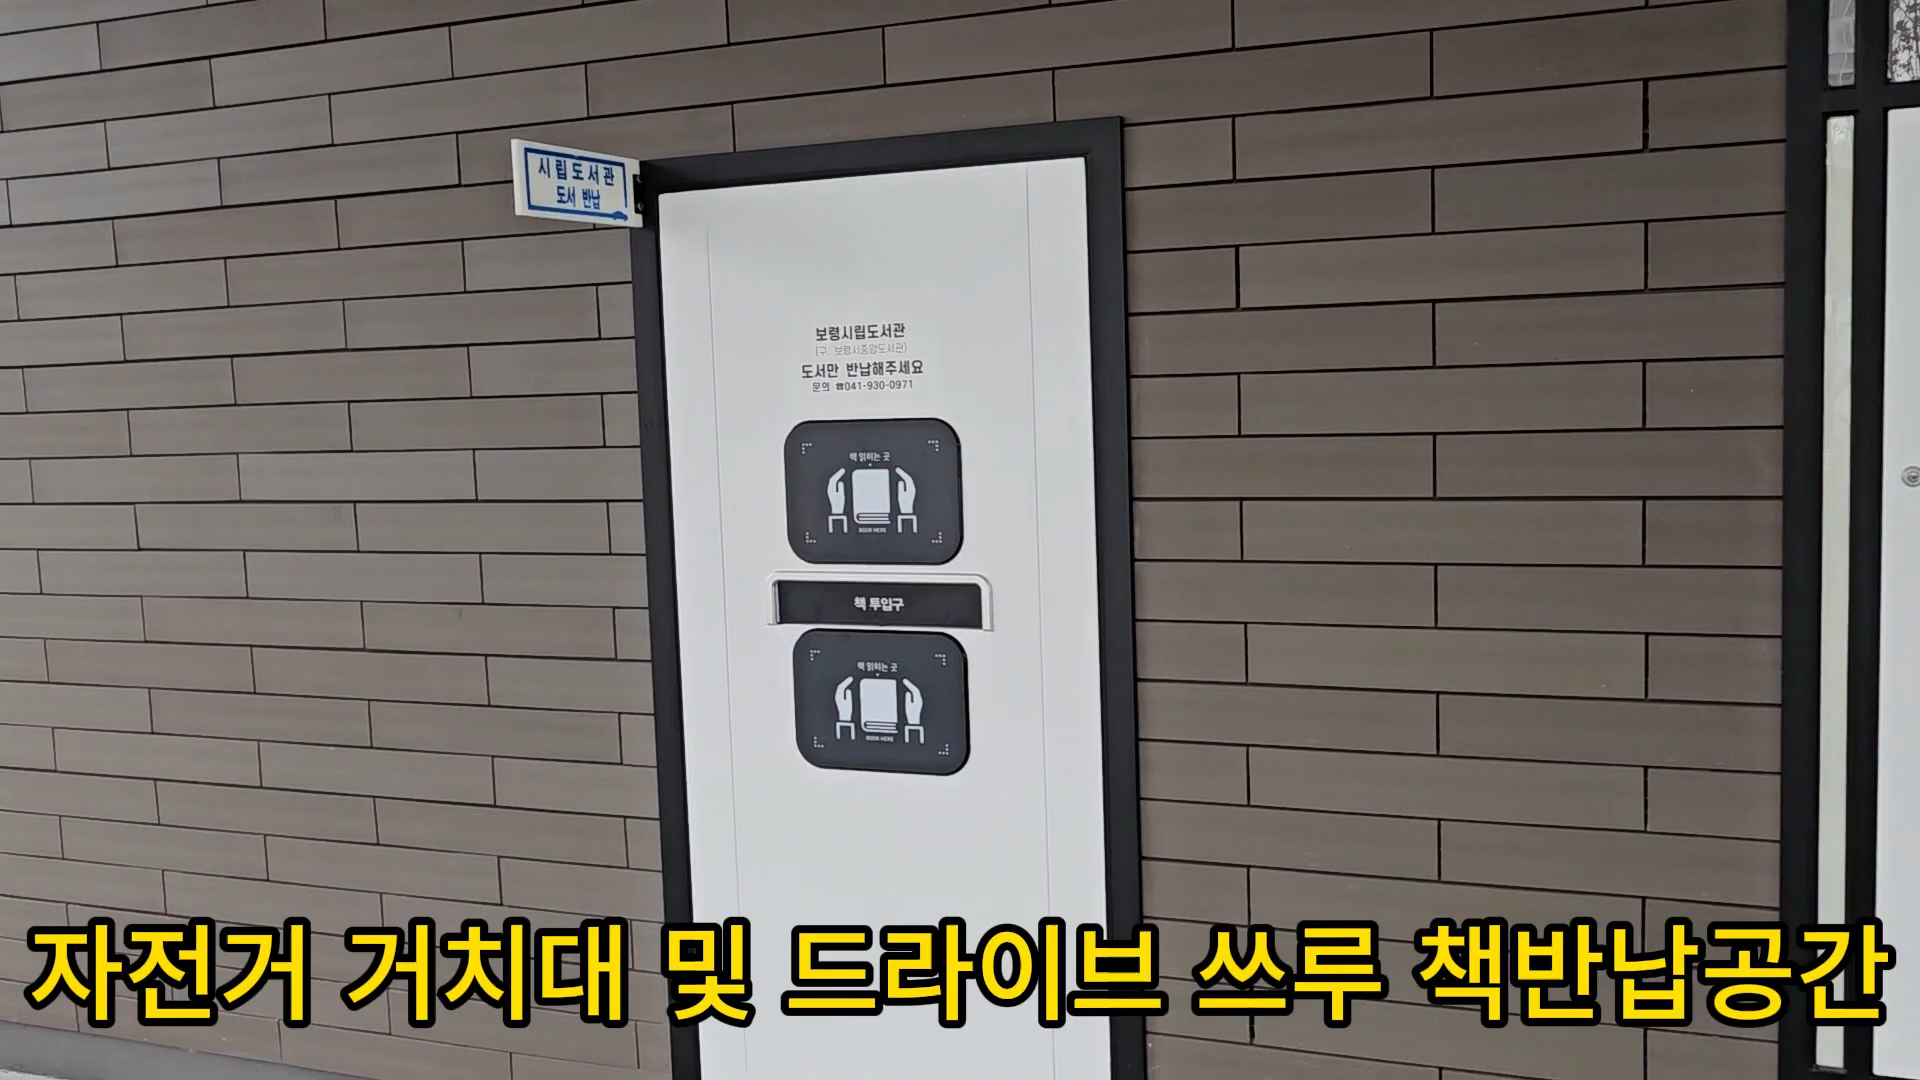 시립도서관
도서 반납
보령시립도서관
(구. 보령시중앙도서관)
도서만 반납해주세요
문의 ☎041-930-0971
책 읽히는 곳
BOOK HERE
책 투입구
책 읽히는 곳
BOOK HERE
자전거 거치대 및 드라이브 쓰루 책반납공간